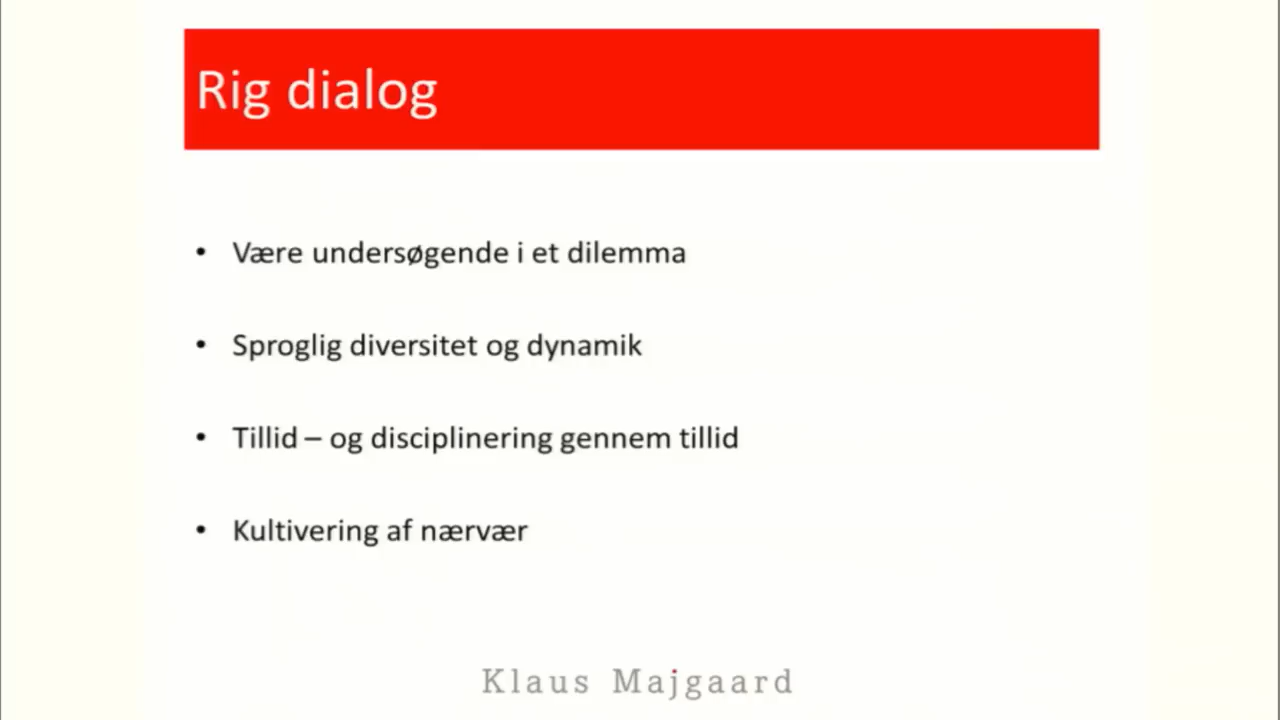 Rig dialog
• Være undersøgende i et dilemma
• Sproglig diversitet og dynamik
• Tillid – og disciplinering gennem tillid
• Kultivering af nærvær
Klaus Majgaard